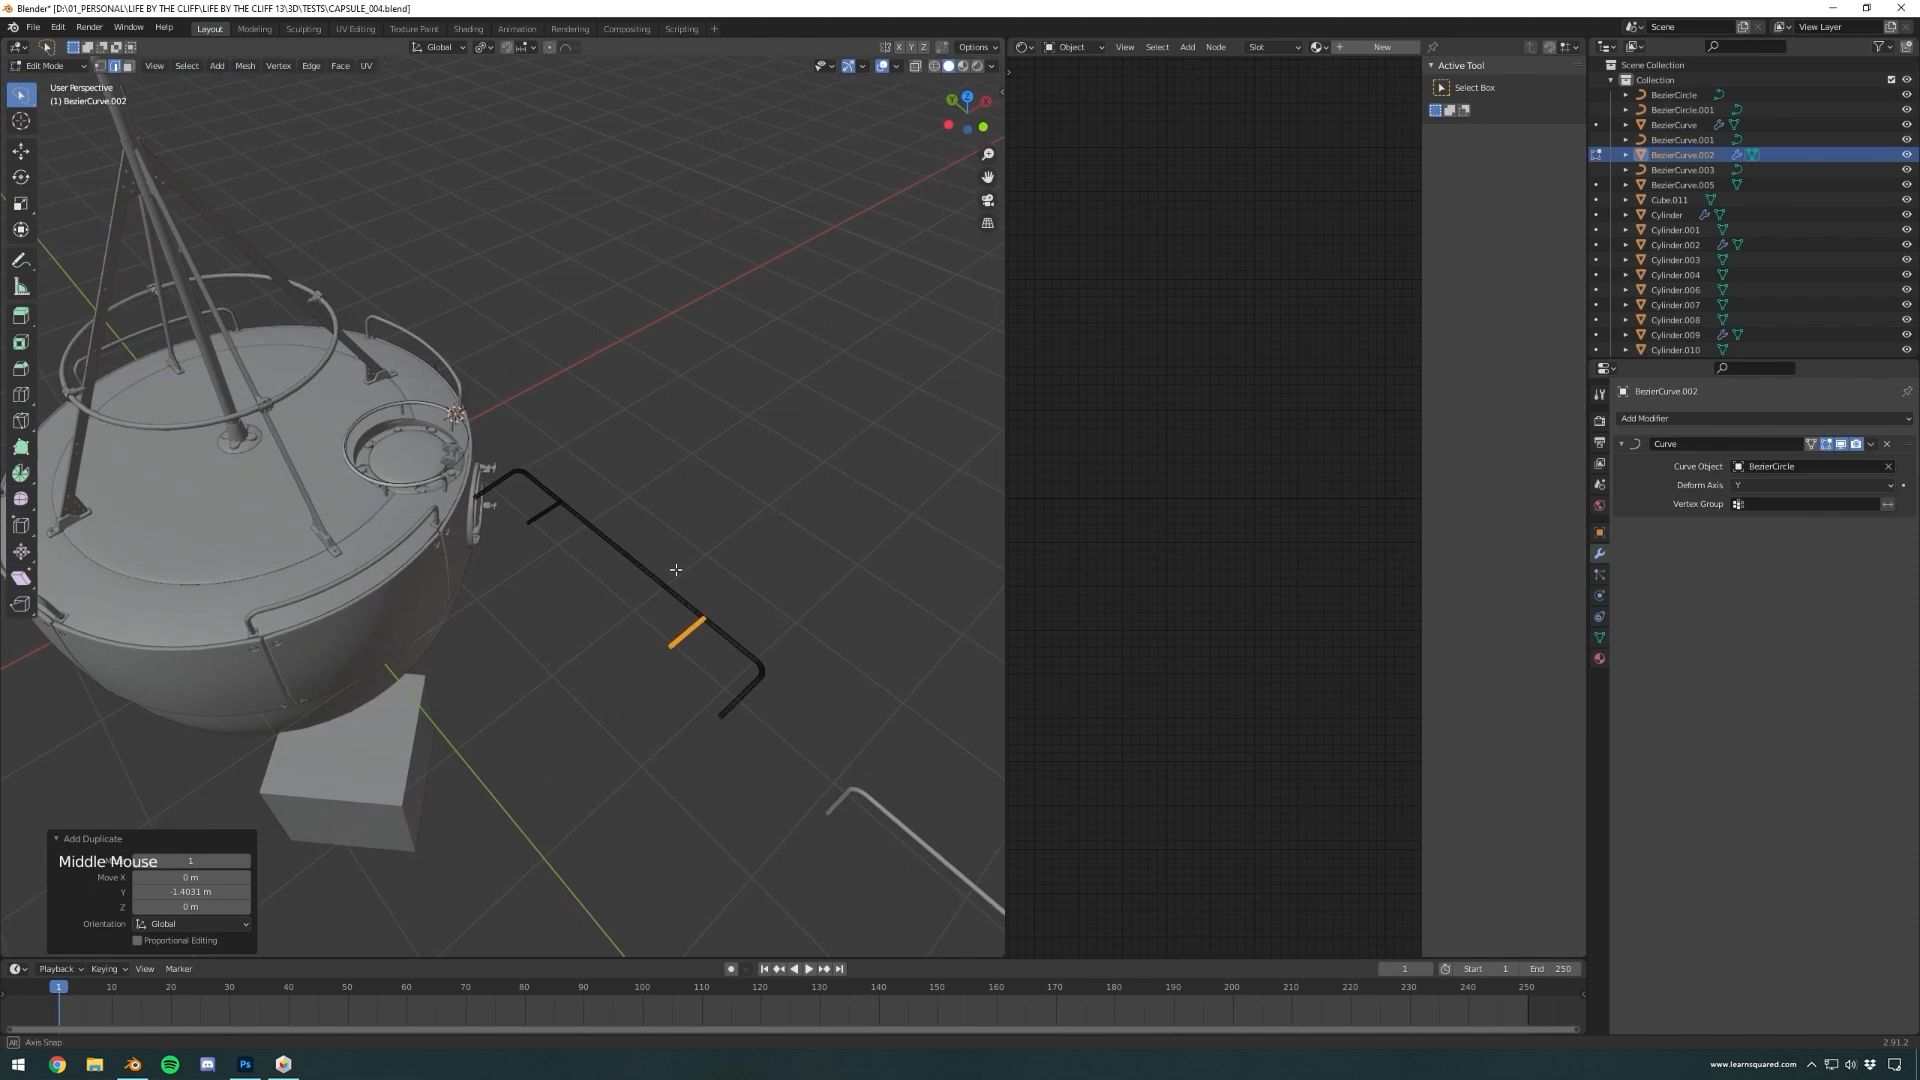 Blender* [D:\01_PERSONAL\LIFE BY THE CLIFF\LIFE BY THE CLIFF 13\3D\TESTS\CAPSULE_004.blend]
File Edit Render Window Help Layout Modeling Sculpting UV Editing Texture Paint Shading Animation Rendering Compositing Scripting + Scene View Layer
Global X Y Z Options Object View Select Add Node Slot New
Edit Mode View Select Add Mesh Vertex Edge Face UV
Active Tool
Select Box
User Perspective
(1) BezierCurve.002
Scene Collection
Collection
BezierCircle
BezierCircle.001
BezierCurve
BezierCurve.001
BezierCurve.002
BezierCurve.003
BezierCurve.005
Cube.011
Cylinder
Cylinder.001
Cylinder.002
Cylinder.003
Cylinder.004
Cylinder.006
Cylinder.007
Cylinder.008
Cylinder.009
Cylinder.010
BezierCurve.002
Add Modifier
Curve
Curve Object BezierCircle
Deform Axis Y
Vertex Group
Add Duplicate
Middle Mouse 1
Move X 0 m
Y -1.4031 m
Z 0 m
Orientation Global
Proportional Editing
Playback Keying View Marker 1 Start 1 End 250
1 10 20 30 40 50 60 70 80 90 100 110 120 130 140 150 160 170 180 190 200 210 220 230 240 250
Alt Axis Snap 2.91.2
www.learnsquared.com